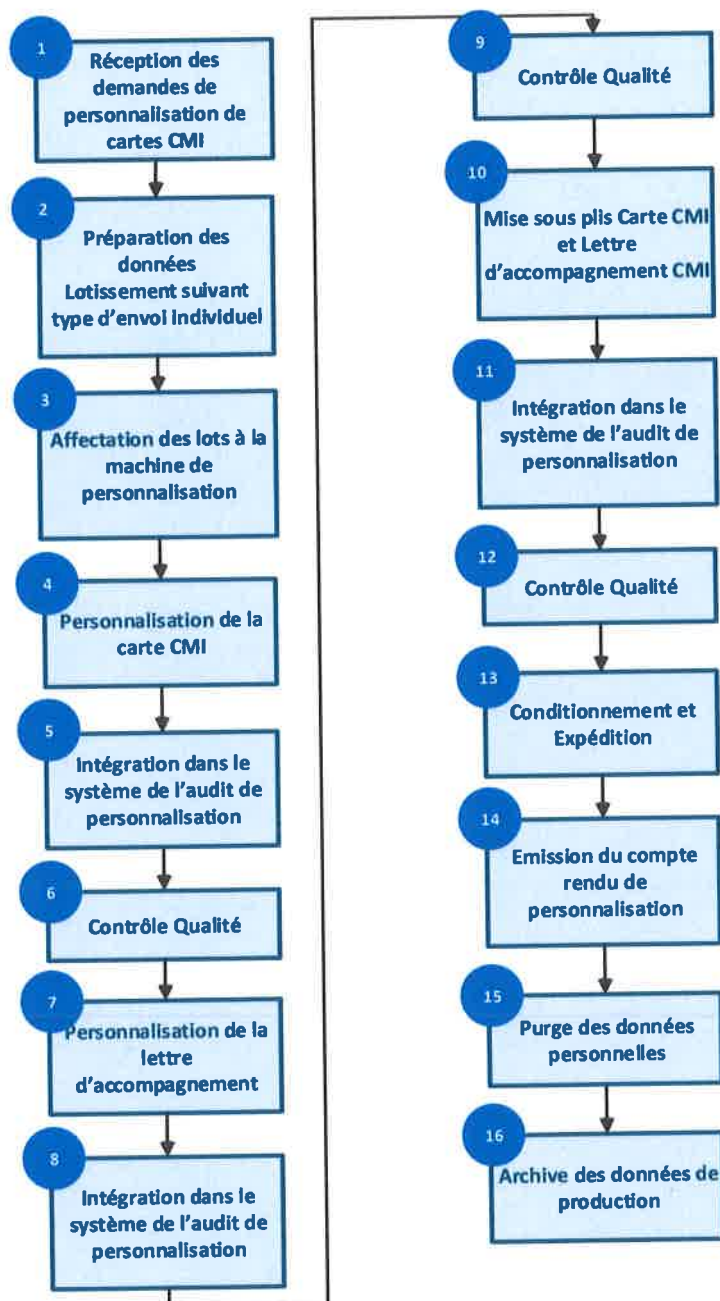 1
Réception des
demandes de
personnalisation de
cartes CMI
2
Préparation des
données
Lotissement suivant
type d'envoi individuel
3
Affectation des lots à la
machine de
personnalisation
4
Personnalisation de la
carte CMI
5
Intégration dans le
système de l'audit de
personnalisation
6
Contrôle Qualité
7
Personnalisation de la
lettre
d'accompagnement
8
Intégration dans le
système de l'audit de
personnalisation
9
Contrôle Qualité
10
Mise sous plis Carte CMI
et Lettre
d'accompagnement CMI
11
Intégration dans le
système de l'audit de
personnalisation
12
Contrôle Qualité
13
Conditionnement et
Expédition
14
Emission du compte
rendu de
personnalisation
15
Purge des données
personnelles
16
Archive des données de
production